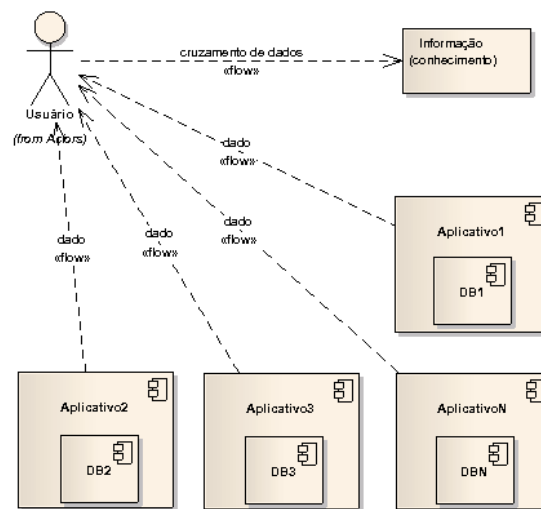 cruzamento de dados
«flow»
Informação
(conhecimento)
Usuário
(from Actors)
dado
«flow»
dado
«flow»
dado
«flow»
dado
«flow»
Aplicativo1
DB1
Aplicativo2
DB2
Aplicativo3
DB3
AplicativoN
DBN